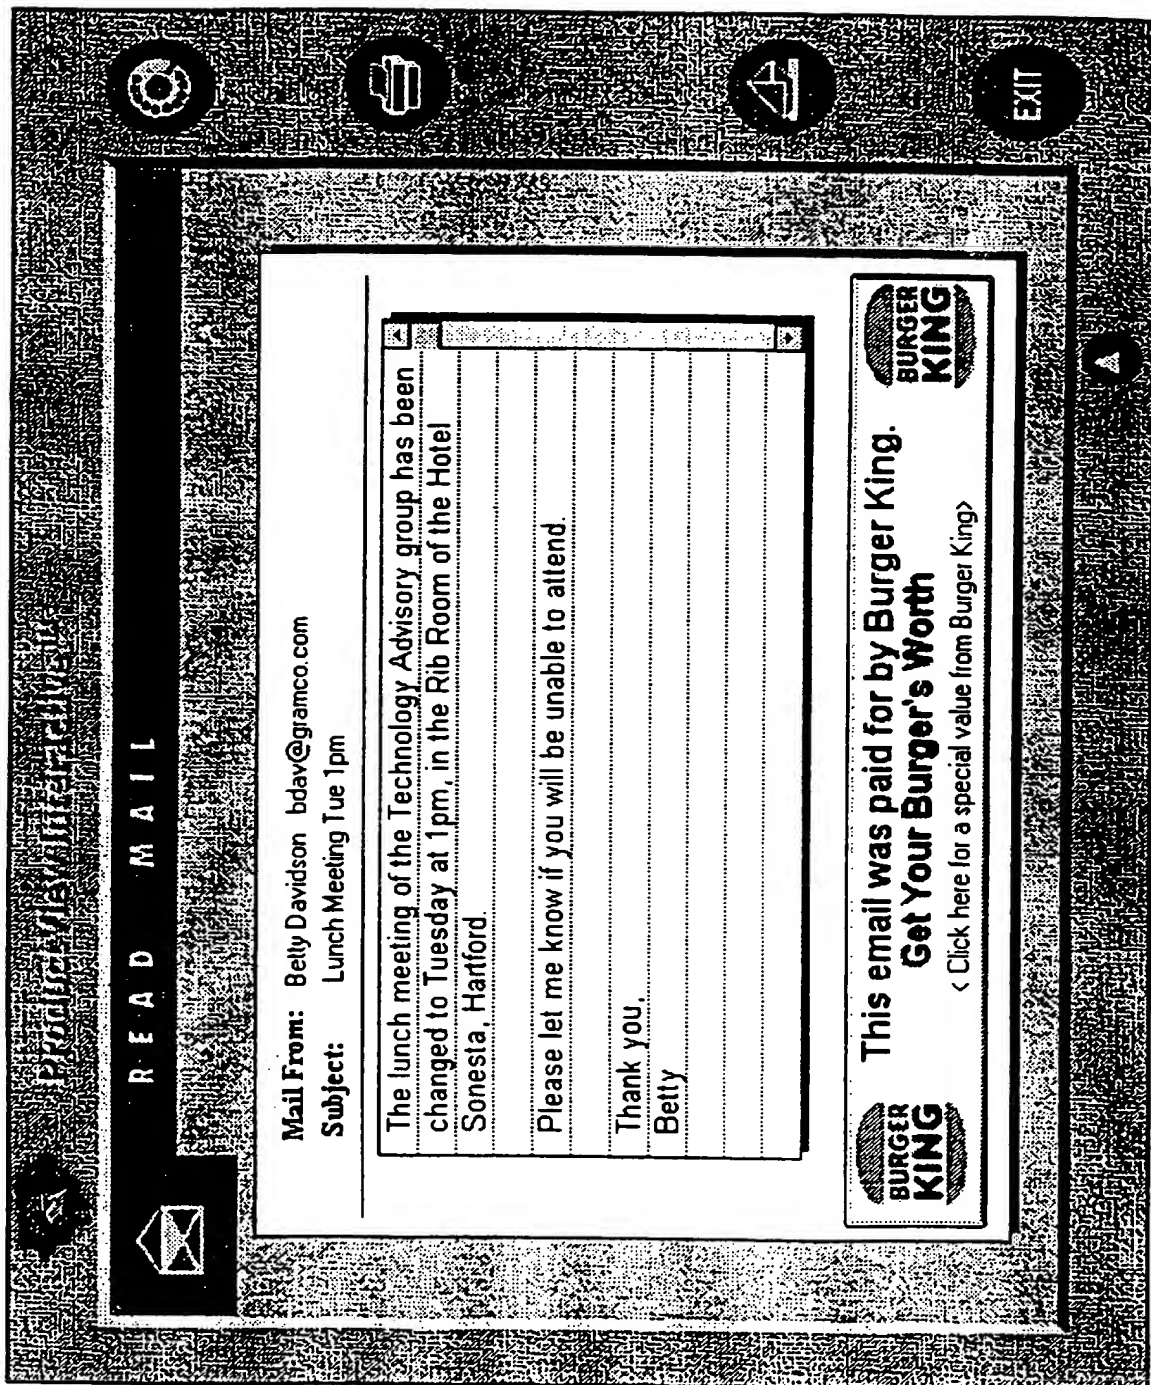 ProductView Interactive
READ MAIL
Mail From: Betty Davidson bdav@gramco.com
Subject: Lunch Meeting Tue 1pm
The lunch meeting of the Technology Advisory group has been
changed to Tuesday at 1pm, in the Rib Room of the Hotel
Sonesta, Hartford
Please let me know if you will be unable to attend.
Thank you,
Betty
BURGER
KING
This email was paid for by Burger King.
Get Your Burger's Worth
< Click here for a special value from Burger King>
BURGER
KING
EXIT